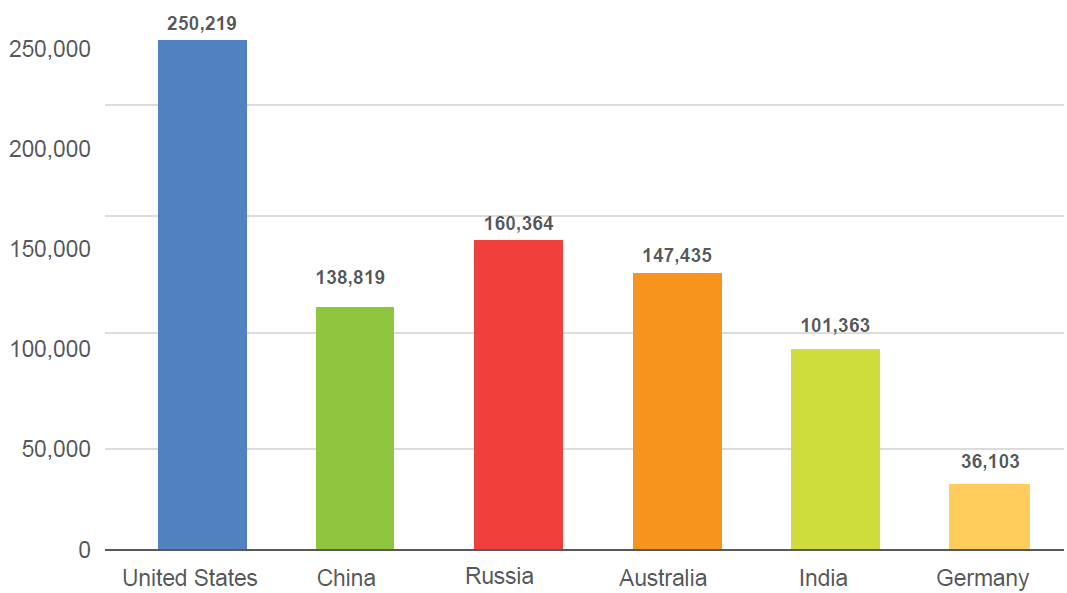 250,219
250,000
200,000
160,364
150,000
147,435
138,819
101,363
100,000
50,000
36,103
0
United States
China
Russia
Australia
India
Germany